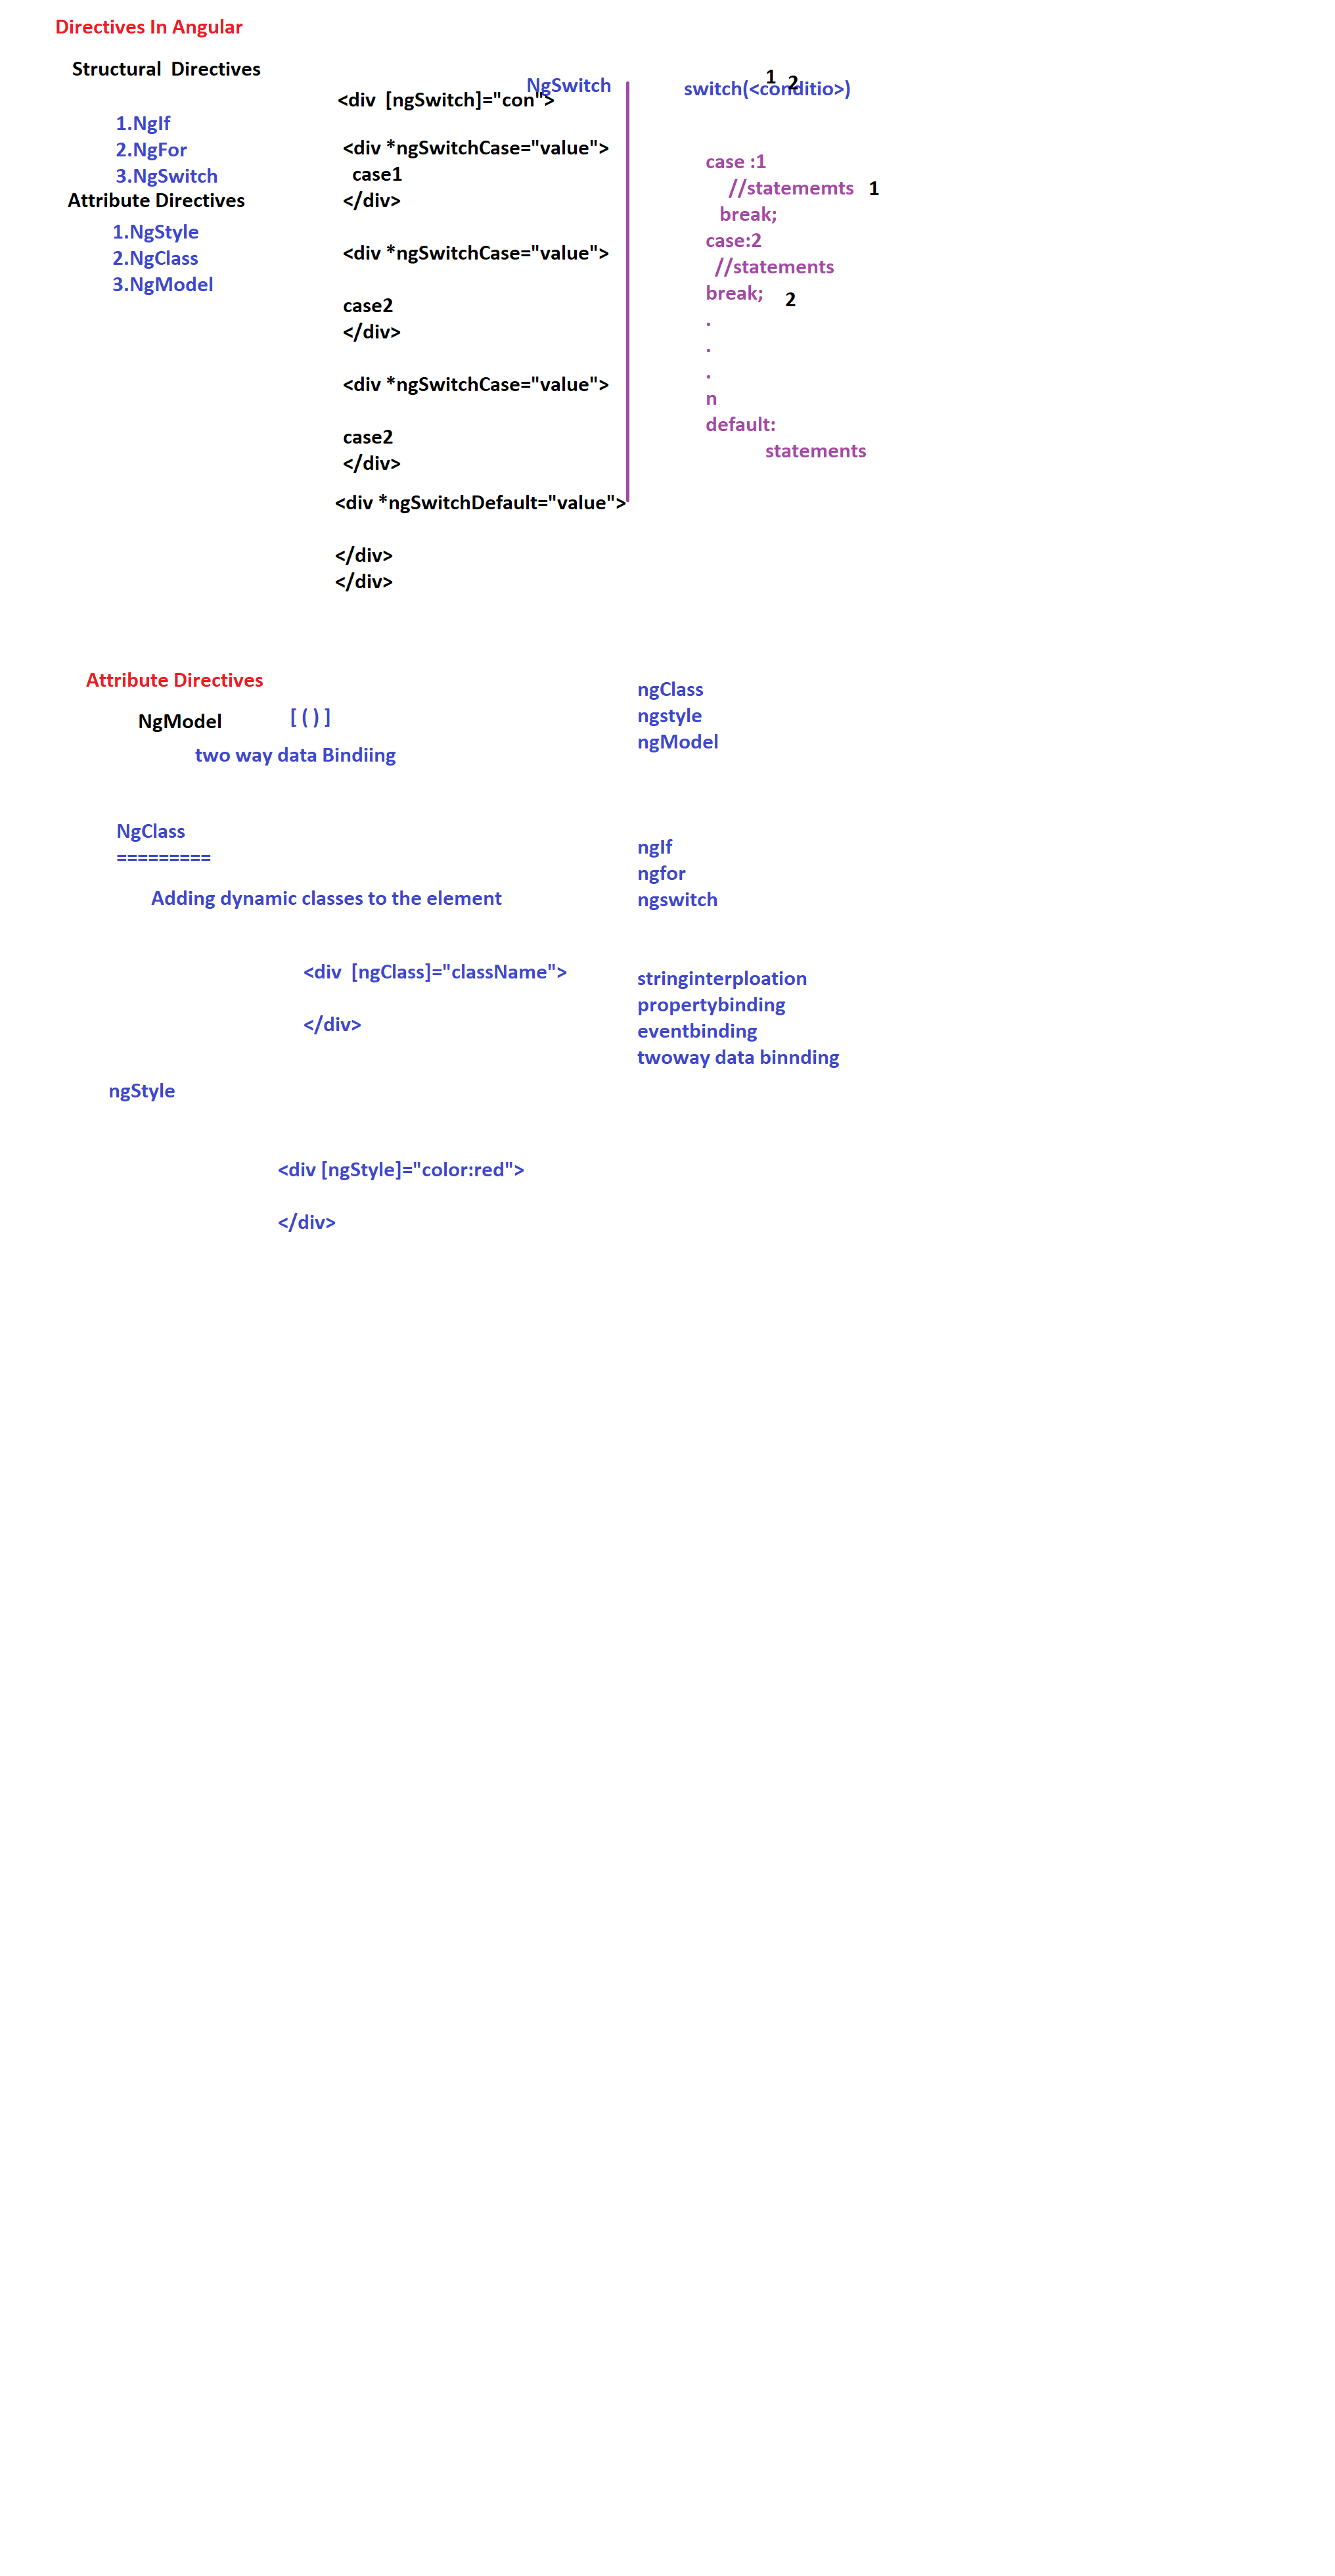 Directives In Angular
Structural  Directives
1.NgIf
2.NgFor
3.NgSwitch
Attribute Directives
1.NgStyle
2.NgClass
3.NgModel
NgSwitch
<div  [ngSwitch]="con">
<div *ngSwitchCase="value">
case1
</div>
<div *ngSwitchCase="value">
case2
</div>
<div *ngSwitchCase="value">
case2
</div>
<div *ngSwitchDefault="value">
</div>
</div>
1 2
switch(<conditio>)
case :1
//statememts 1
break;
case:2
//statements
break; 2
.
.
.
n
default:
statements
Attribute Directives
NgModel [ ( ) ]
two way data Bindiing
NgClass
=========
Adding dynamic classes to the element
<div  [ngClass]="className">
</div>
ngStyle
<div [ngStyle]="color:red">
</div>
ngClass
ngstyle
ngModel
ngIf
ngfor
ngswitch
stringinterploation
propertybinding
eventbinding
twoway data binnding